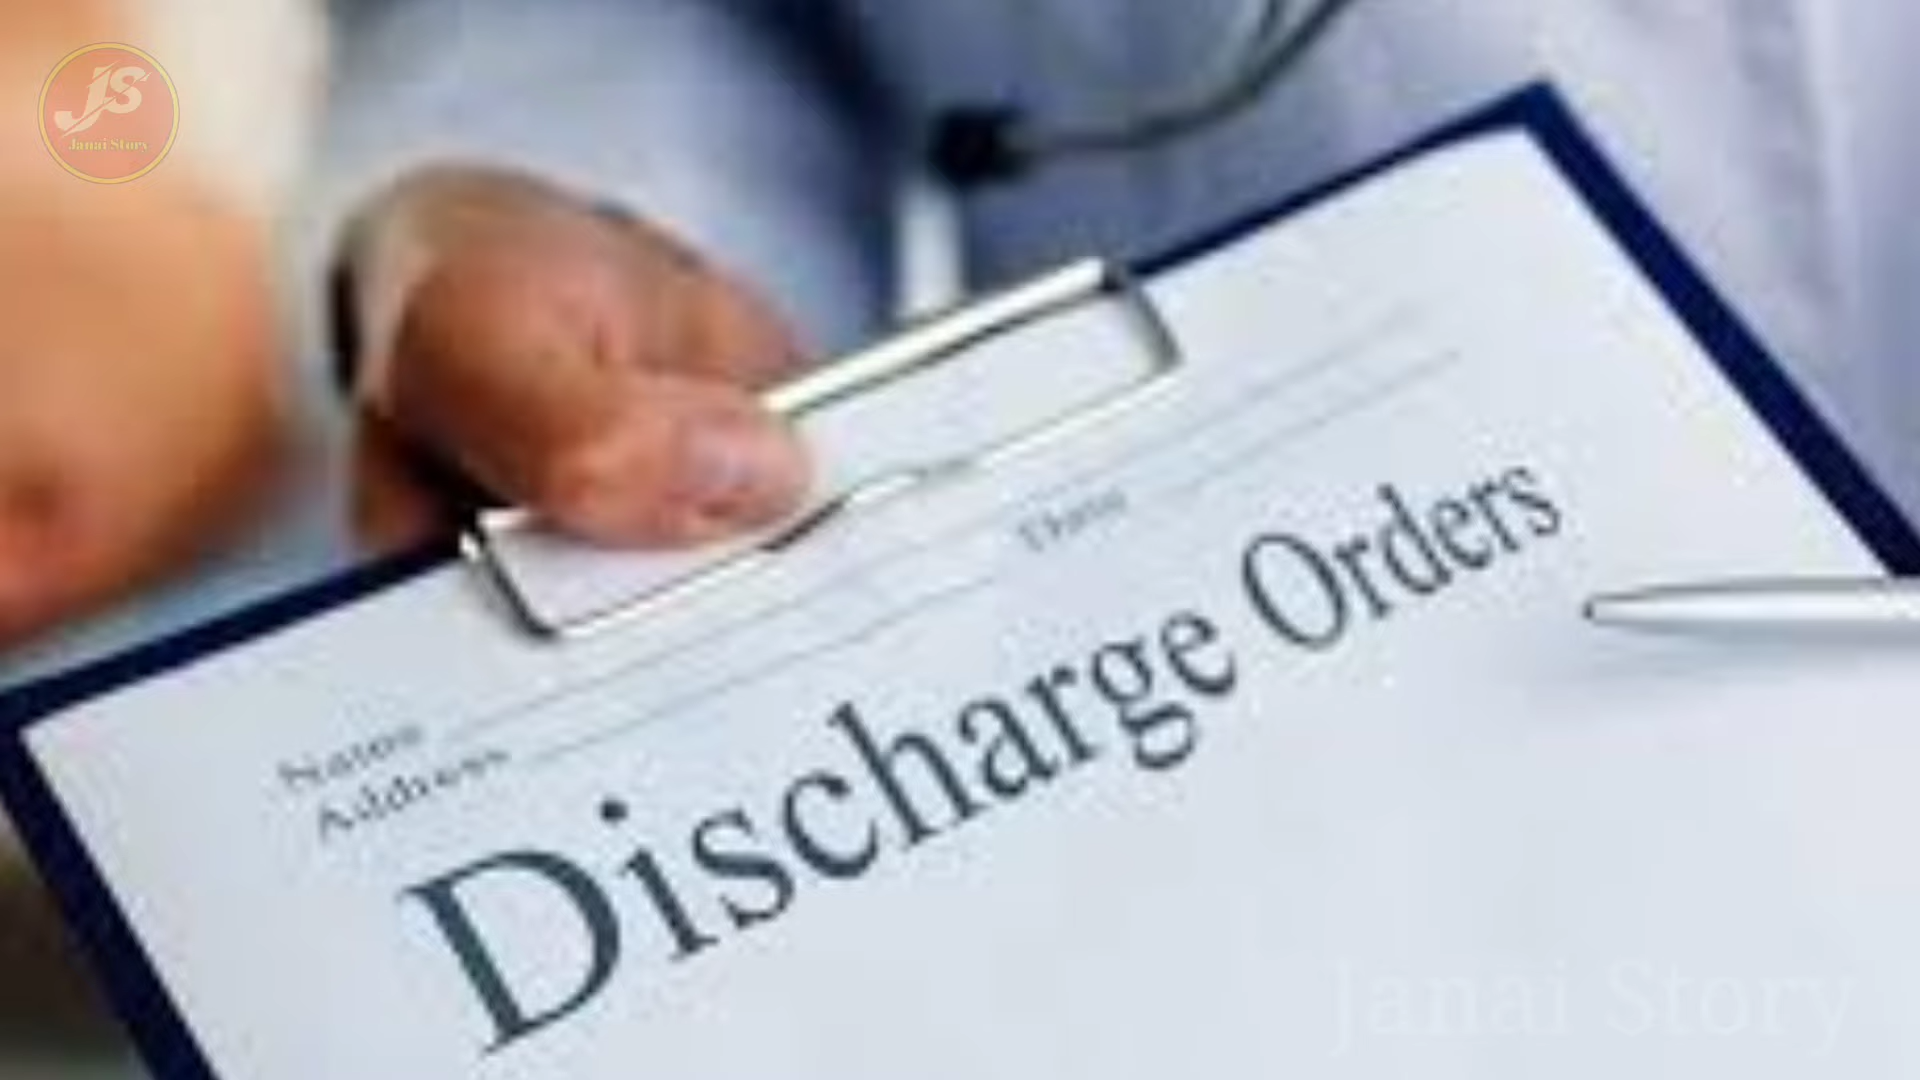 JS
Janai Story
Date
Name
Address
Discharge Orders
Janai Story